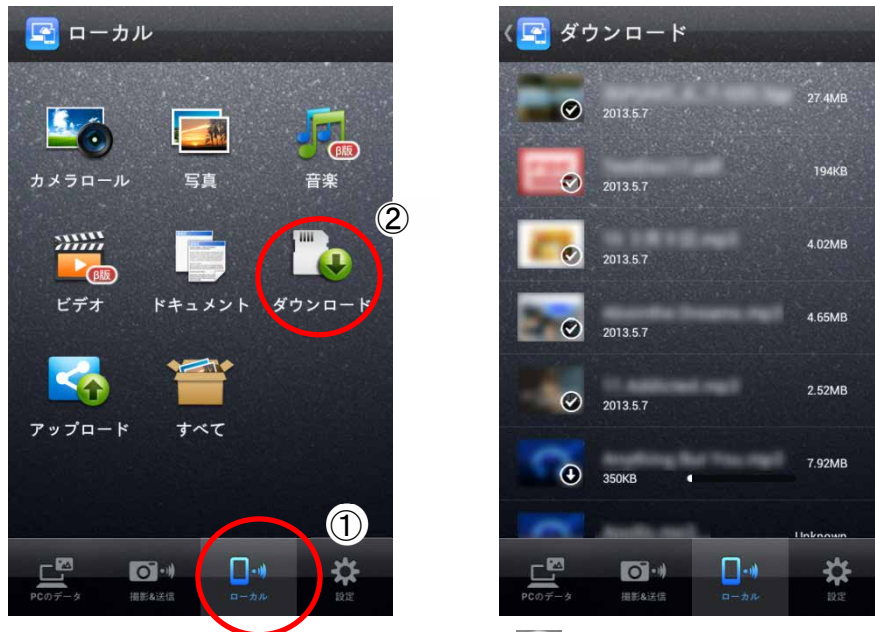 ローカル
カメラロール
写真
β版
音楽
②
β版
ビデオ
ドキュメント
ダウンロード
アップロード
すべて
①
PCのデータ
撮影&送信
ローカル
設定
ダウンロード
2013.5.7
27.4MB
2013.5.7
194KB
2013.5.7
4.02MB
2013.5.7
4.65MB
2013.5.7
2.52MB
350KB
7.92MB
Unknown
PCのデータ
撮影&送信
ローカル
設定